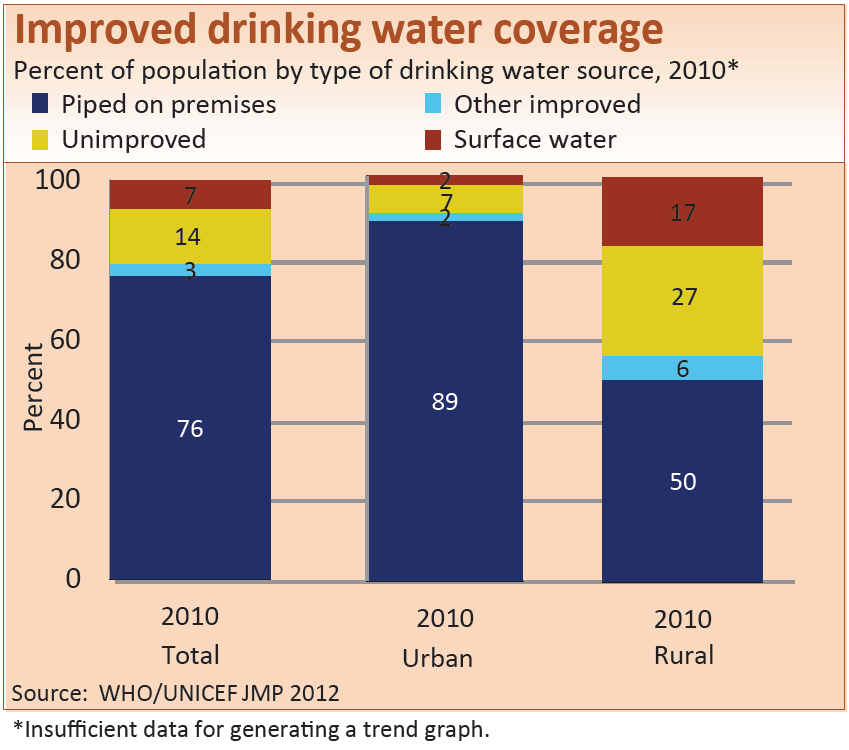 Improved drinking water coverage
Percent of population by type of drinking water source, 2010*
Piped on premises Other improved
Unimproved Surface water
Percent
100
80
60
40
20
0
7
14
3
76
2
7
2
89
17
27
6
50
2010 2010 2010
Total Urban Rural
Source: WHO/UNICEF JMP 2012
*Insufficient data for generating a trend graph.